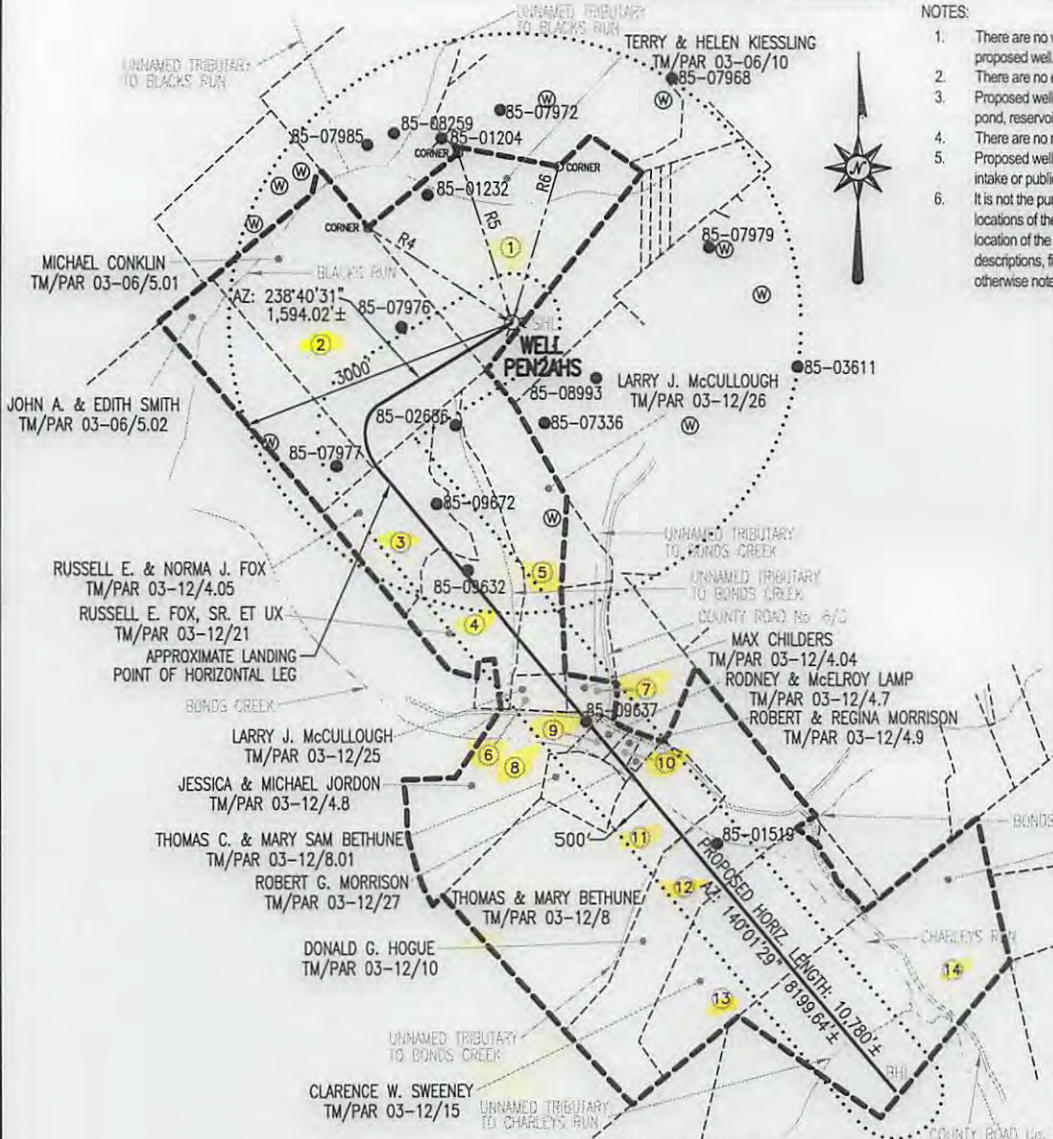 UNNAMED TRIBUTARY
TO BLACKS RUN
UNNAMED TRIBUTARY
TO BLACKS RUN
TERRY & HELEN KIESSLING
TM/PAR 03-06/10
85-07968
NOTES:
1. There are no
proposed well.
2. There are no
3. Proposed well
pond,
4. There are no
5. Proposed well
intake or
6. It is not the
locations of the
location of the
descriptions,
otherwise
N
W
W
85-07972
85-08259
85-07985
85-01204
CORNER
CORNER
W
W
W
85-01232
R6
R5
CORNER
R4
1
85-07979
W
MICHAEL CONKLIN
TM/PAR 03-06/5.01
BLACKS RUN
AZ: 238°40'31"
1,594.02'±
85-07976
W
SHL
2
WELL
PEN2AHS
3000'
85-03611
85-08993
LARRY J. McCULLOUGH
TM/PAR 03-12/26
JOHN A. & EDITH SMITH
TM/PAR 03-06/5.02
85-02686
85-07336
W
W
85-07977
85-09672
W
3
UNNAMED TRIBUTARY
TO BONDS CREEK
RUSSELL E. & NORMA J. FOX
TM/PAR 03-12/4.05
85-09632
5
UNNAMED TRIBUTARY
TO BONDS CREEK
RUSSELL E. FOX, SR. ET UX
TM/PAR 03-12/21
4
COUNTY ROAD No.
APPROXIMATE LANDING
POINT OF HORIZONTAL LEG
MAX CHILDERS
TM/PAR 03-12/4.04
BONDS CREEK
7
RODNEY & McELROY LAMP
TM/PAR 03-12/4.7
85-09637
ROBERT & REGINA MORRISON
TM/PAR 03-12/4.9
LARRY J. McCULLOUGH
TM/PAR 03-12/25
9
6
8
10
JESSICA & MICHAEL JORDON
TM/PAR 03-12/4.8
THOMAS C. & MARY SAM BETHUNE
TM/PAR 03-12/8.01
500'
11
85-01519
BONDS
ROBERT G. MORRISON
TM/PAR 03-12/27
THOMAS & MARY BETHUNE
TM/PAR 03-12/8
12
PROPOSED HORIZ. LENGTH: 10,780'±
AZ: 140°01'29" 8199.64'±
DONALD G. HOGUE
TM/PAR 03-12/10
CHARLEYS RUN
14
13
UNNAMED TRIBUTARY
TO BONDS CREEK
BHL
CLARENCE W. SWEENEY
TM/PAR 03-12/15
UNNAMED TRIBUTARY
TO CHARLEYS RUN
COUNTY ROAD No.